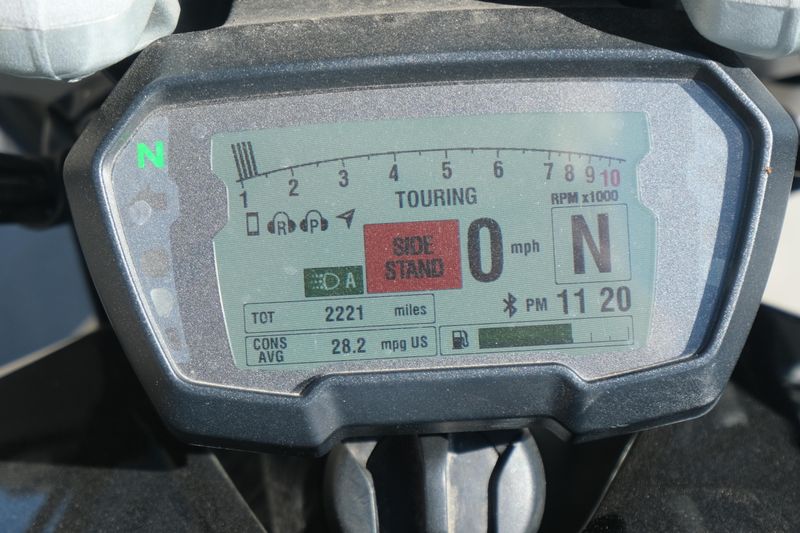 N
1 2 3 4 5 6 7 8 9 10
TOURING
RPM x1000
R P
SIDE
STAND
0 mph
N
A
TOT 2221 miles
PM 11 20
CONS
AVG
28.2 mpg US